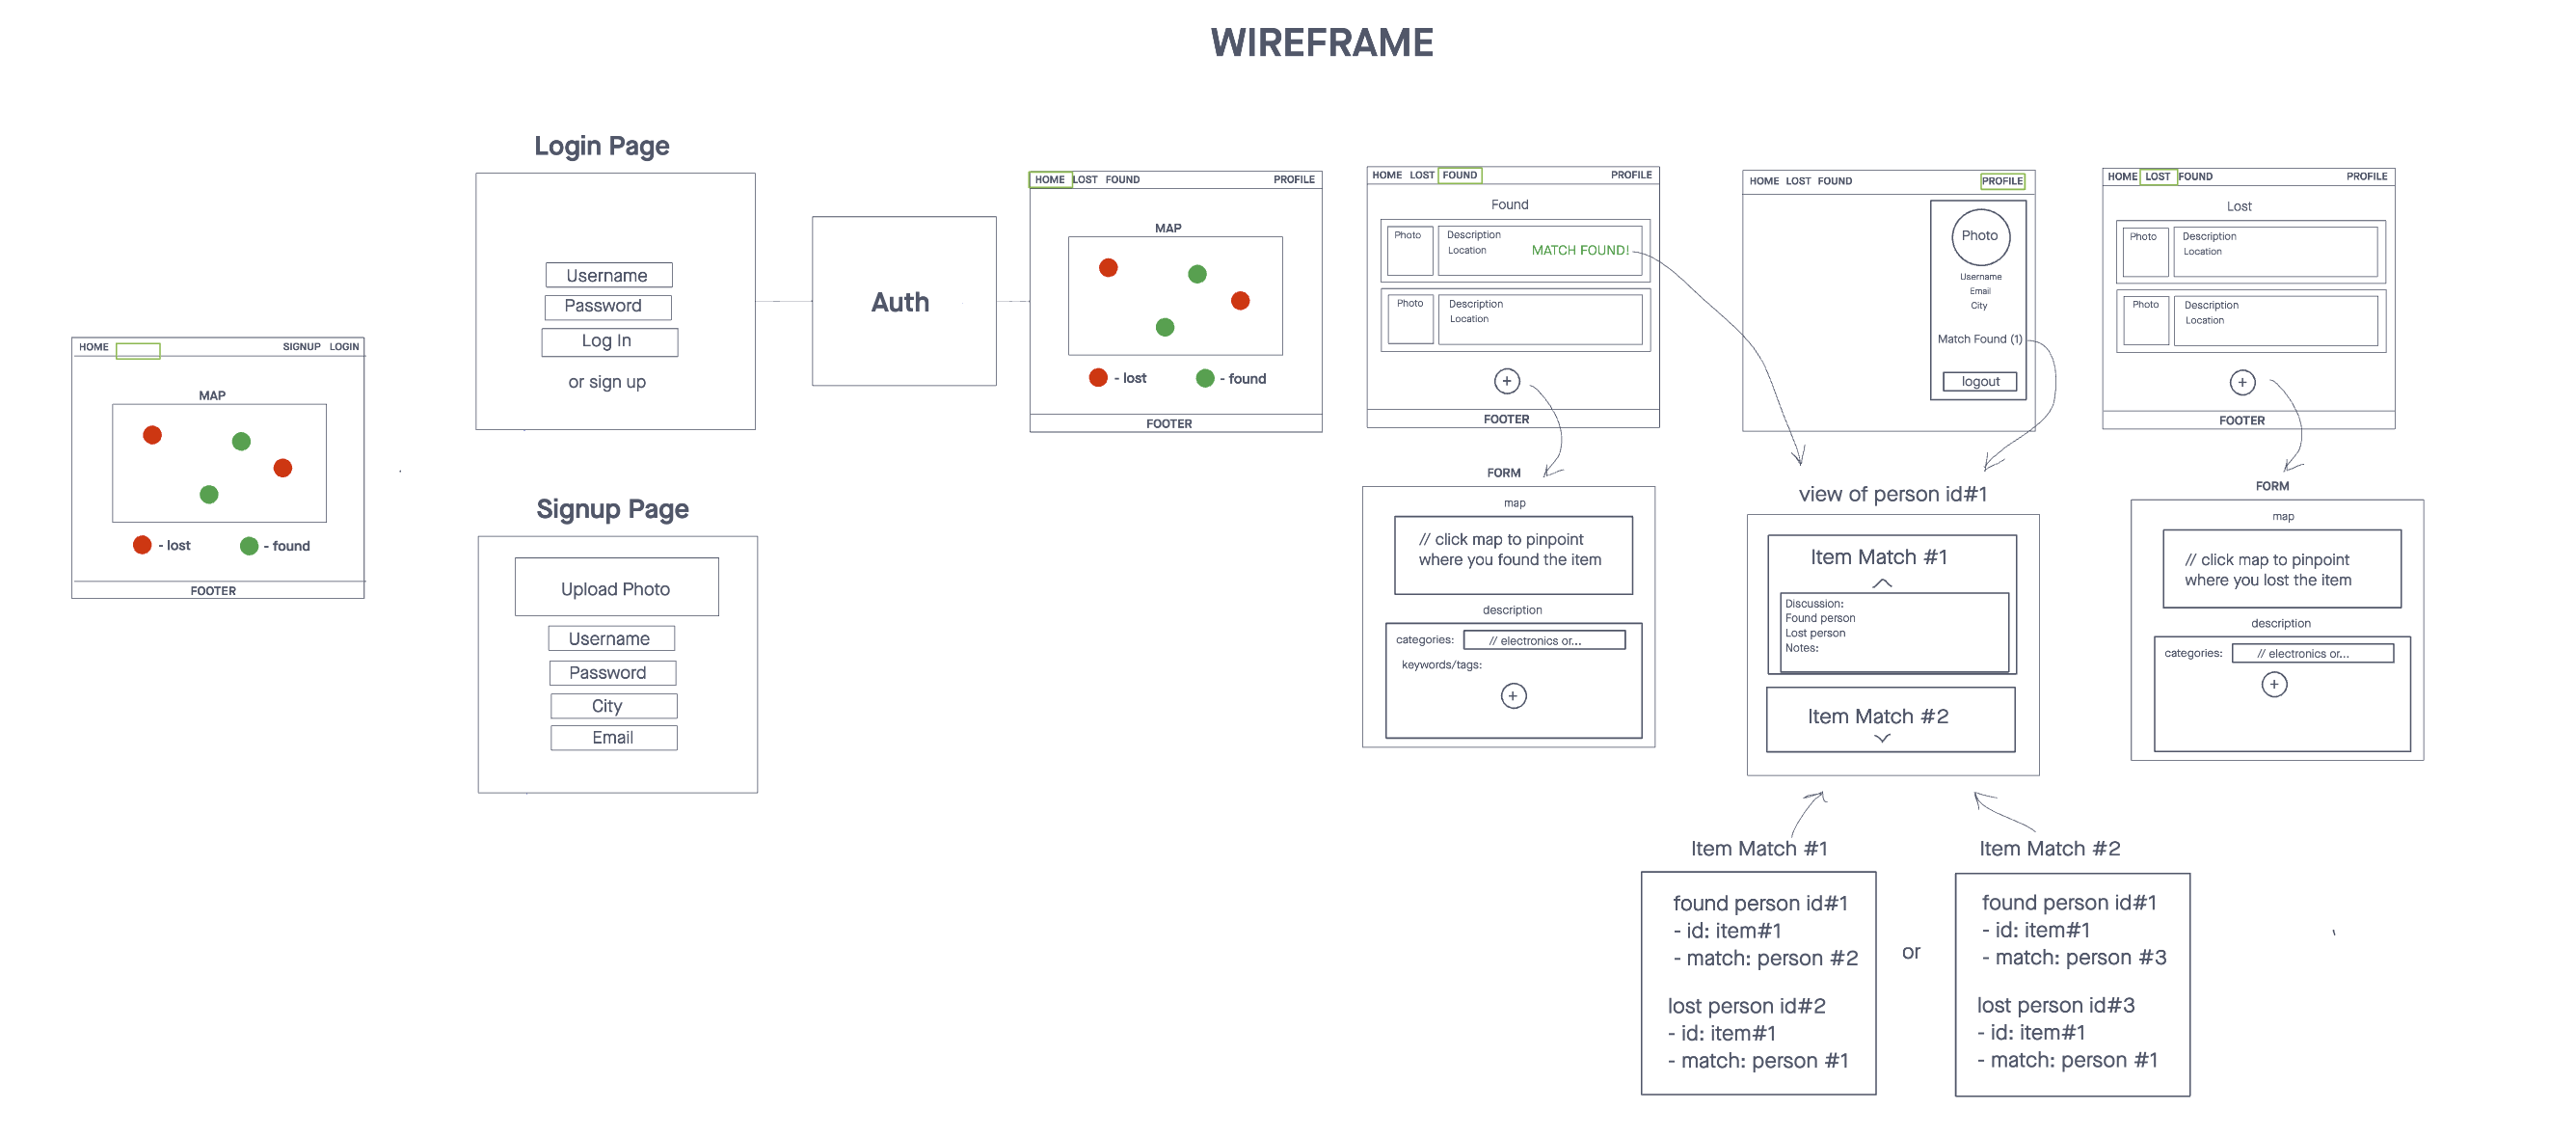 WIREFRAME
HOME SIGNUP LOGIN
MAP
- lost - found
FOOTER
Login Page
Username
Password
Log In
or sign up
Signup Page
Upload Photo
Username
Password
City
Email
Auth
HOME LOST FOUND PROFILE
MAP
- lost - found
FOOTER
HOME LOST FOUND PROFILE
Found
Photo Description
Location MATCH FOUND!
Photo Description
Location
+
FOOTER
FORM
map
// click map to pinpoint
where you found the item
description
categories: // electronics or...
keywords/tags:
+
HOME LOST FOUND PROFILE
Photo
Username
Email
City
Match Found (1)
logout
view of person id#1
Item Match #1
Discussion:
Found person
Lost person
Notes:
Item Match #2
Item Match #1
found person id#1
- id: item#1
- match: person #2
lost person id#2
- id: item#1
- match: person #1
or
Item Match #2
found person id#1
- id: item#1
- match: person #3
lost person id#3
- id: item#1
- match: person #1
HOME LOST FOUND PROFILE
Lost
Photo Description
Location
Photo Description
Location
+
FOOTER
FORM
map
// click map to pinpoint
where you lost the item
description
categories: // electronics or...
+